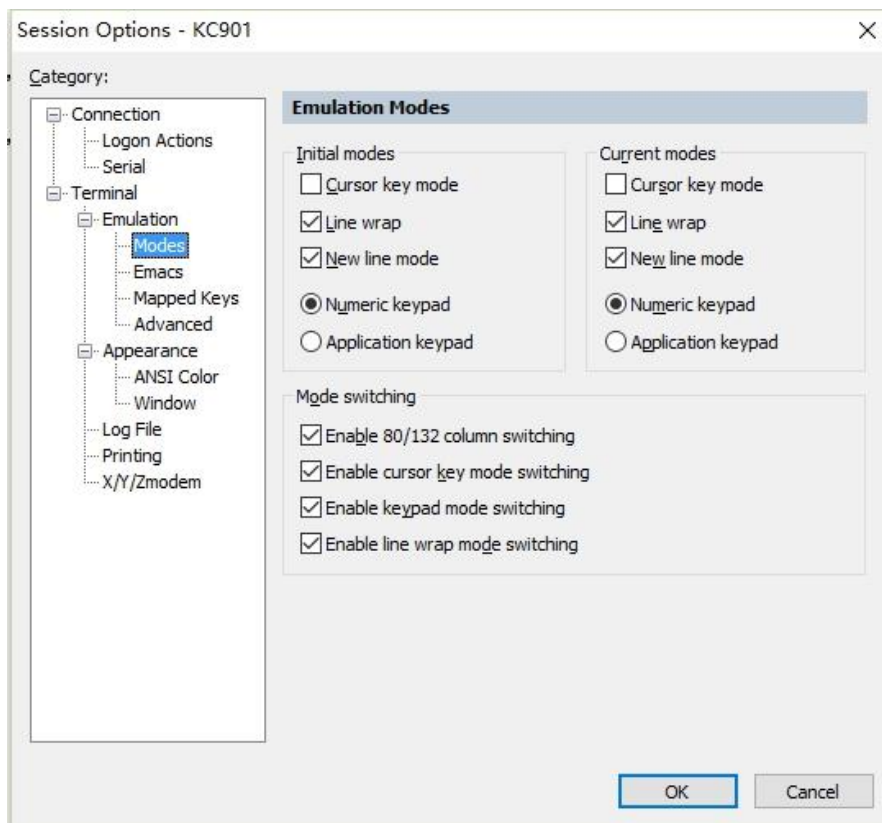 Session Options - KC901
Category:
Connection
Logon Actions
Serial
Terminal
Emulation
Modes
Emacs
Mapped Keys
Advanced
Appearance
ANSI Color
Window
Log File
Printing
X/Y/Zmodem
Emulation Modes
Initial modes
Cursor key mode
Line wrap
New line mode
Numeric keypad
Application keypad
Current modes
Cursor key mode
Line wrap
New line mode
Numeric keypad
Application keypad
Mode switching
Enable 80/132 column switching
Enable cursor key mode switching
Enable keypad mode switching
Enable line wrap mode switching
OK
Cancel